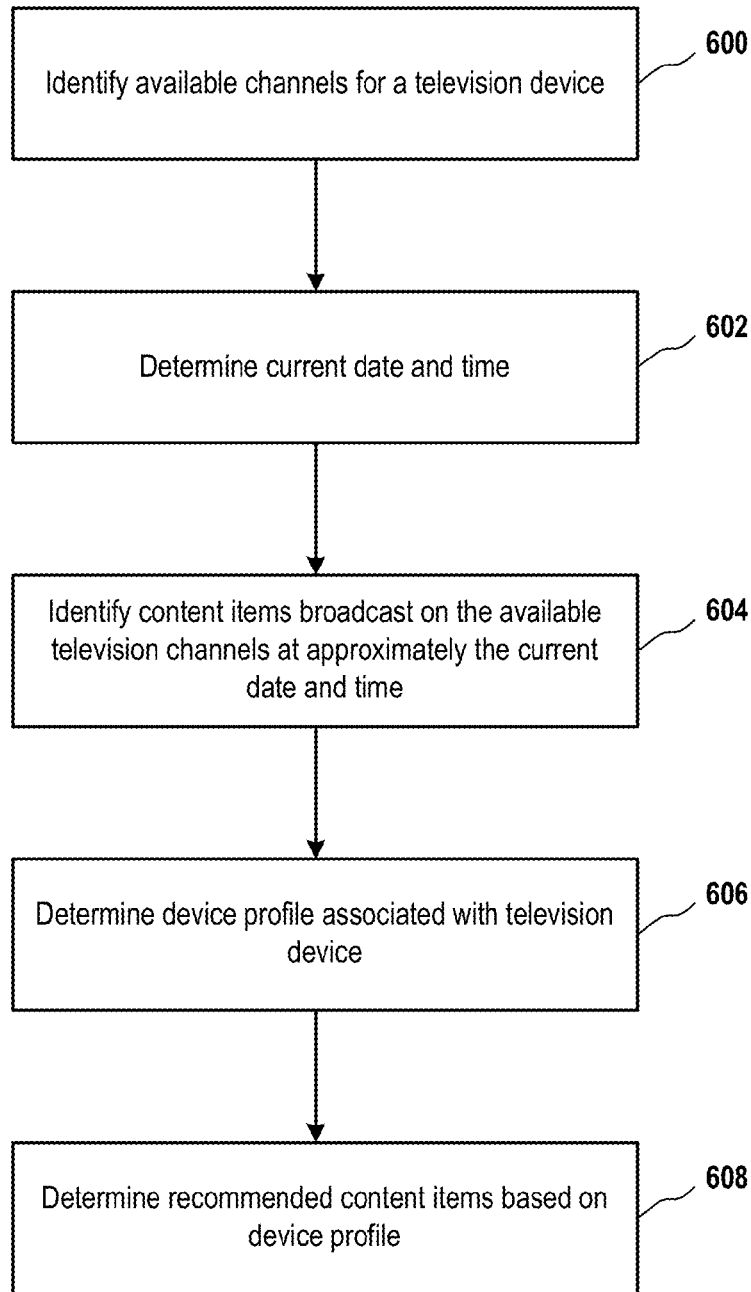 Identify available channels for a television device
600
Determine current date and time
602
Identify content items broadcast on the available
television channels at approximately the current
date and time
604
Determine device profile associated with television
device
606
Determine recommended content items based on
device profile
608